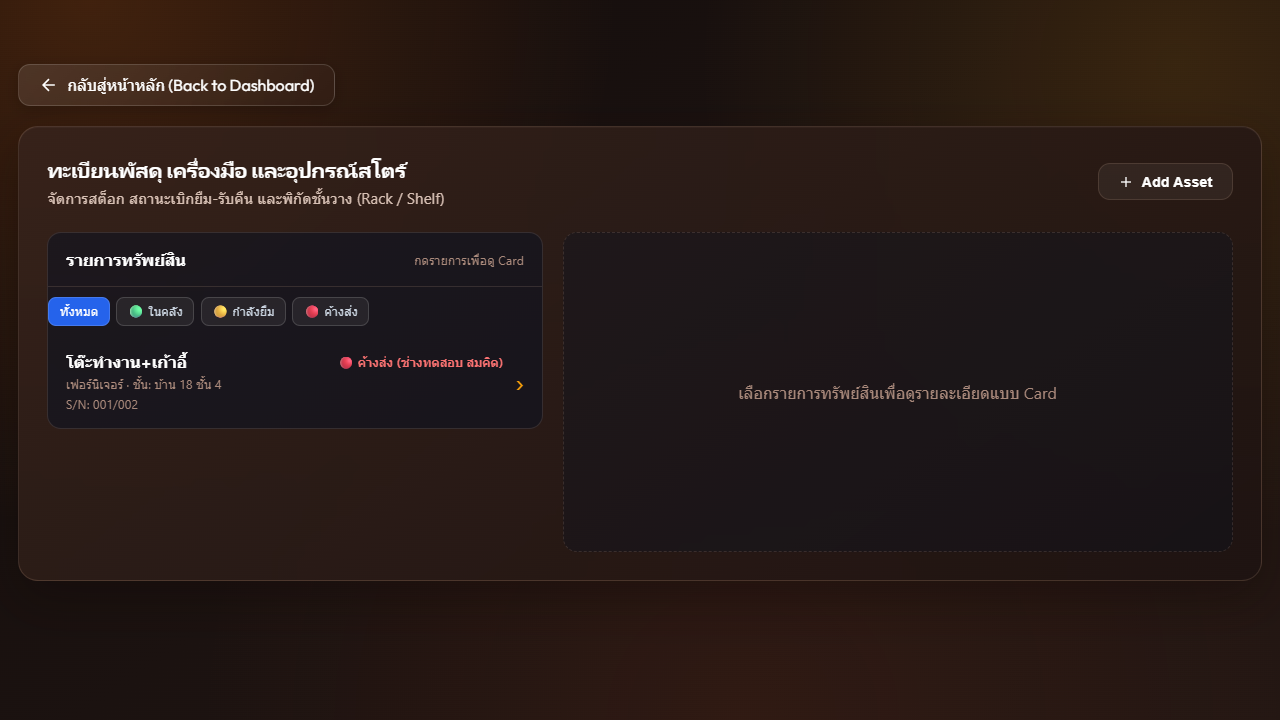 ← กลับสู่หน้าหลัก (Back to Dashboard)
ทะเบียนพัสดุ เครื่องมือ และอุปกรณ์สโตร์
จัดการสต็อก สถานะเบิกยืม-รับคืน และพิกัดชั้นวาง (Rack / Shelf)
+ Add Asset
รายการทรัพย์สิน
กดรายการเพื่อดู Card
ทั้งหมด
ในคลัง
กำลังยืม
ค้างส่ง
โต๊ะทำงาน+เก้าอี้
ค้างส่ง (ช่างทดสอบ สมคิด)
เฟอร์นิเจอร์ · ชั้น: บ้าน 18 ชั้น 4
S/N: 001/002
เลือกรายการทรัพย์สินเพื่อดูรายละเอียดแบบ Card